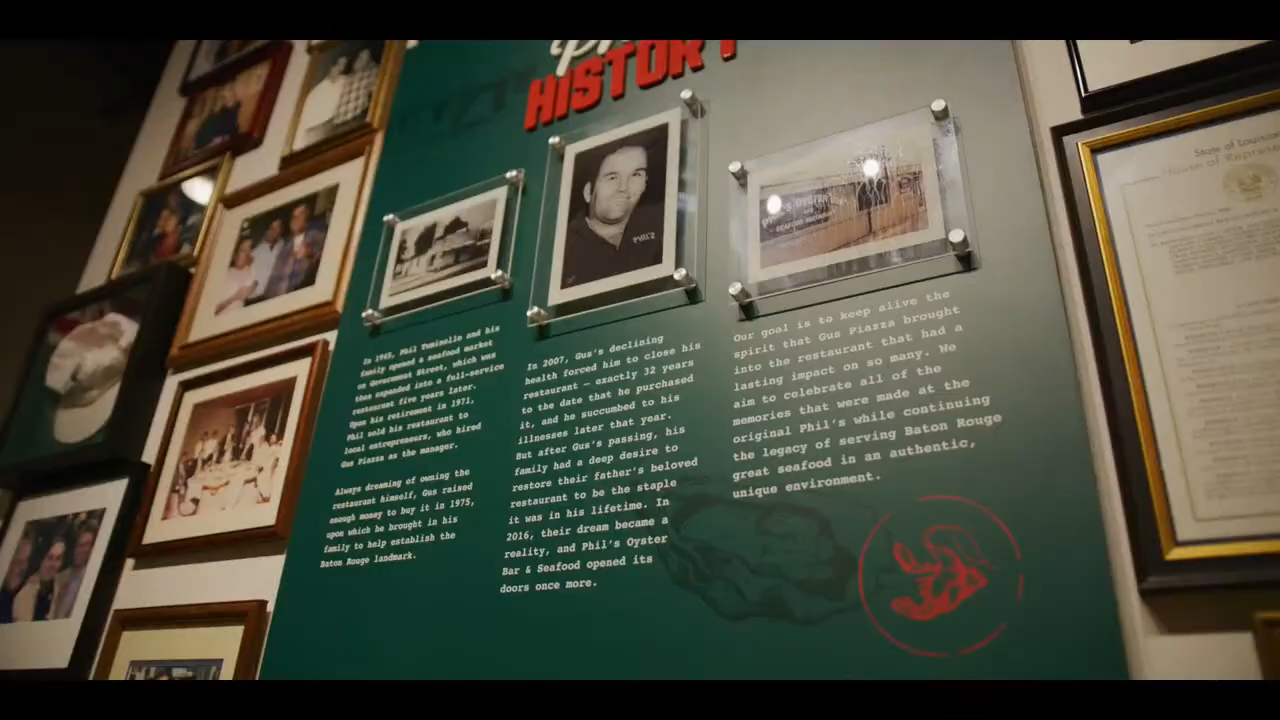 HISTORY
PHIL'S
In 1945, Phil Tuminello and his
family opened a seafood market
on Government Street, which was
then expanded into a full-service
restaurant five years later.
Upon his retirement in 1971,
Phil sold his restaurant to
local entrepreneurs, who hired
Gus Piazza as the manager.
Always dreaming of owning the
restaurant himself, Gus raised
enough money to buy it in 1975,
upon which he brought in his
family to help establish the
Baton Rouge landmark.
In 2007, Gus's declining
health forced him to close his
restaurant — exactly 32 years
to the date that he purchased
it, and he succumbed to his
illnesses later that year.
But after Gus's passing, his
family had a deep desire to
restore their father's beloved
restaurant to be the staple
it was in his lifetime. In
2016, their dream became a
reality, and Phil's Oyster
Bar & Seafood opened its
doors once more.
Our goal is to keep alive the
spirit that Gus Piazza brought
into the restaurant that had a
lasting impact on so many. We
aim to celebrate all of the
memories that were made at the
original Phil's while continuing
the legacy of serving Baton Rouge
great seafood in an authentic,
unique environment.
State of Louisi
House of Represe